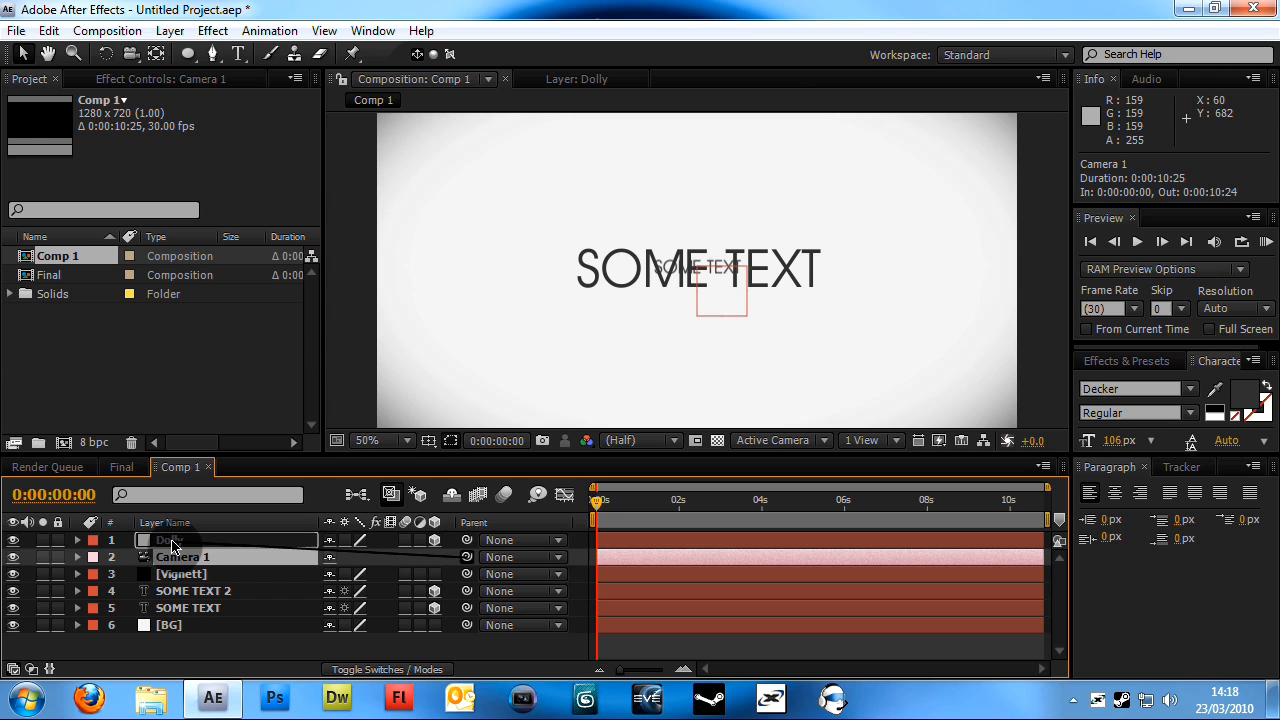 Adobe After Effects - Untitled Project.aep *
File Edit Composition Layer Effect Animation View Window Help
Workspace: Standard Search Help
Project Effect Controls: Camera 1
Composition: Comp 1 Layer: Dolly
Info Audio
Comp 1
1280 x 720 (1.00)
Δ 0:00:10:25, 30.00 fps
Comp 1
R: 159
G: 159
B: 159
A: 255
X: 60
Y: 682
Camera 1
Duration: 0:00:10:25
In: 0:00:00:00, Out: 0:00:10:24
Preview
RAM Preview Options
Frame Rate Skip Resolution
(30) 0 Auto
From Current Time Full Screen
Name Type Size Duration
Comp 1 Composition Δ 0:00
Final Composition Δ 0:00
Solids Folder
SOME TEXT
SOME TEXT
Effects & Presets Characte
Decker
Regular
106 px Auto
8 bpc
50% 0:00:00:00 (Half) Active Camera 1 View +0.0
Render Queue Final Comp 1
Paragraph Tracker
0:00:00:00
02s 04s 06s 08s 10s
0 px 0 px 0 px
0 px 0 px
# Layer Name fx Parent
1 Dolly None
2 Camera 1 None
3 [Vignett] None
4 SOME TEXT 2 None
5 SOME TEXT None
6 [BG] None
Toggle Switches / Modes
AE Ps Dw Fl EVE
14:18
23/03/2010